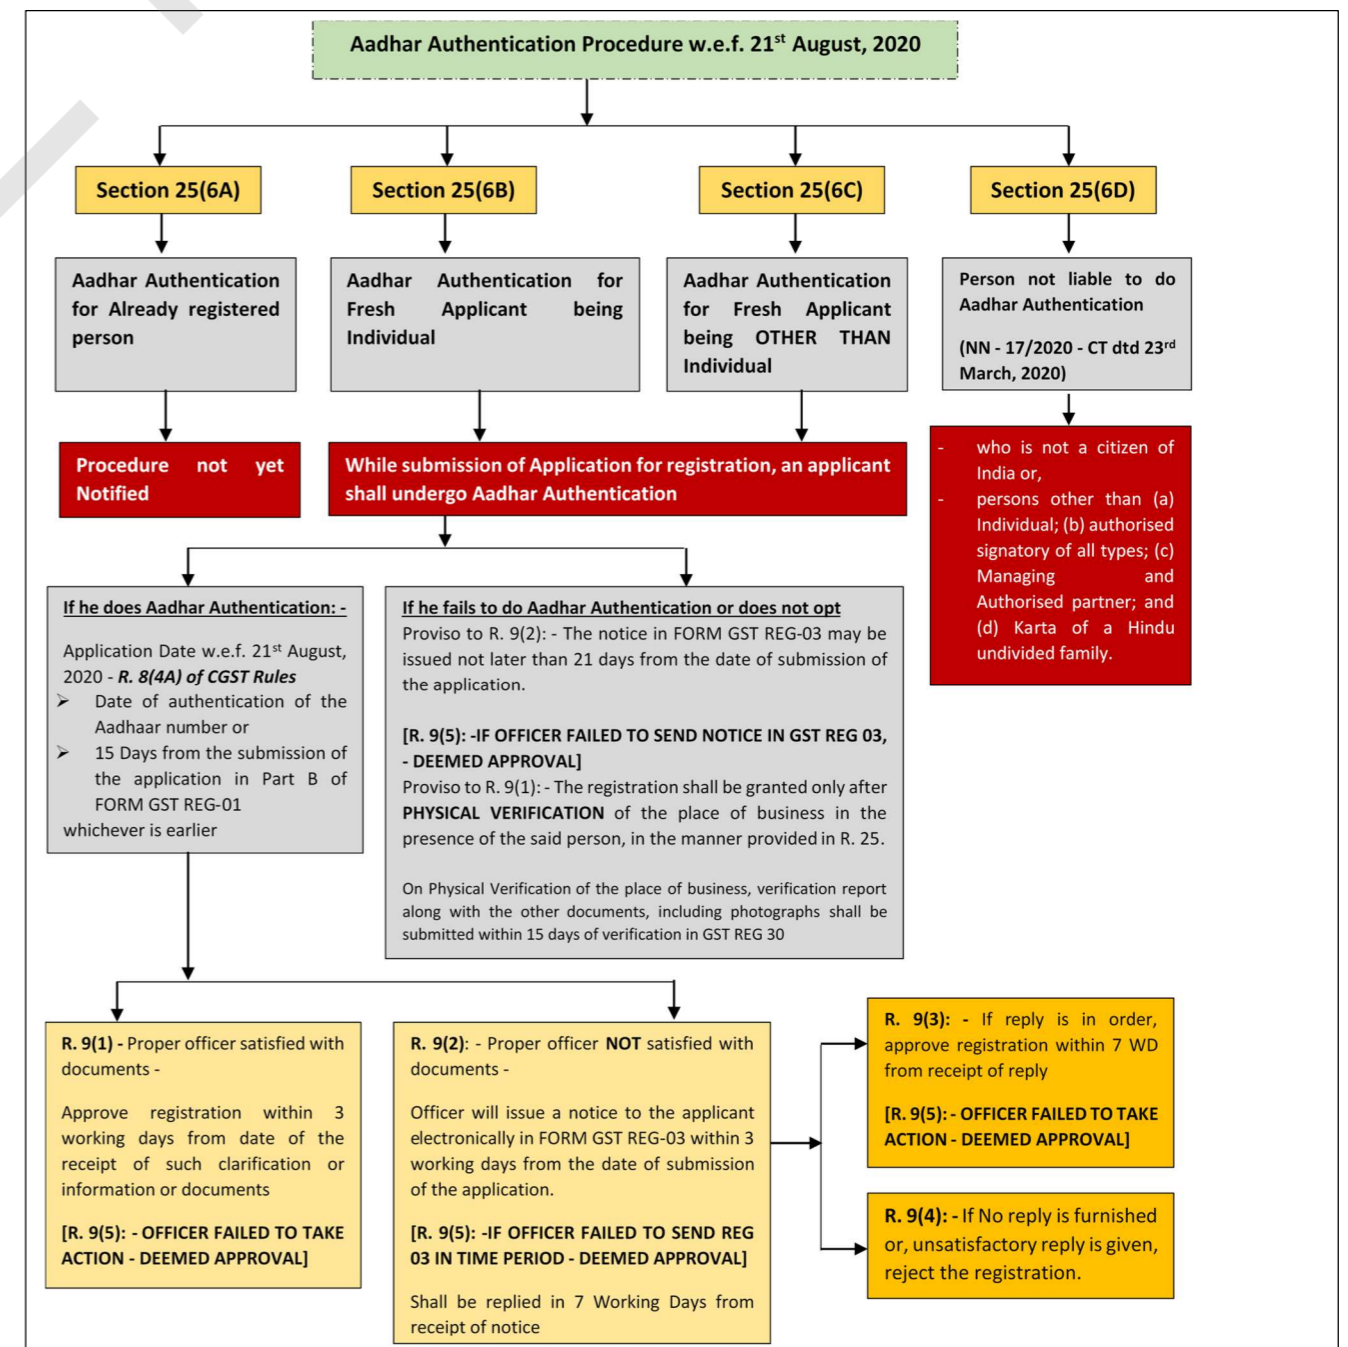 Aadhar Authentication Procedure w.e.f. 21st August, 2020
Section 25(6A)
Section 25(6B)
Section 25(6C)
Section 25(6D)
Aadhar Authentication
for Already registered
person
Aadhar Authentication for
Fresh Applicant being
Individual
Aadhar Authentication
for Fresh Applicant
being OTHER THAN
Individual
Person not liable to do
Aadhar Authentication
(NN - 17/2020 - CT dtd 23rd
March, 2020)
Procedure not yet
Notified
While submission of Application for registration, an applicant
shall undergo Aadhar Authentication
- who is not a citizen of
India or,
- persons other than (a)
Individual; (b) authorised
signatory of all types; (c)
Managing and
Authorised partner; and
(d) Karta of a Hindu
undivided family.
If he does Aadhar Authentication: -
Application Date w.e.f. 21st August,
2020 - R. 8(4A) of CGST Rules
➢ Date of authentication of the
Aadhaar number or
➢ 15 Days from the submission of
the application in Part B of
FORM GST REG-01
whichever is earlier
If he fails to do Aadhar Authentication or does not opt
Proviso to R. 9(2): - The notice in FORM GST REG-03 may be
issued not later than 21 days from the date of submission of
the application.
[R. 9(5): -IF OFFICER FAILED TO SEND NOTICE IN GST REG 03,
- DEEMED APPROVAL]
Proviso to R. 9(1): - The registration shall be granted only after
PHYSICAL VERIFICATION of the place of business in the
presence of the said person, in the manner provided in R. 25.
On Physical Verification of the place of business, verification report
along with the other documents, including photographs shall be
submitted within 15 days of verification in GST REG 30
R. 9(1) - Proper officer satisfied with
documents -
Approve registration within 3
working days from date of the
receipt of such clarification or
information or documents
[R. 9(5): - OFFICER FAILED TO TAKE
ACTION - DEEMED APPROVAL]
R. 9(2): - Proper officer NOT satisfied with
documents -
Officer will issue a notice to the applicant
electronically in FORM GST REG-03 within 3
working days from the date of submission
of the application.
[R. 9(5): -IF OFFICER FAILED TO SEND REG
03 IN TIME PERIOD - DEEMED APPROVAL]
Shall be replied in 7 Working Days from
receipt of notice
R. 9(3): - If reply is in order,
approve registration within 7 WD
from receipt of reply
[R. 9(5): - OFFICER FAILED TO TAKE
ACTION - DEEMED APPROVAL]
R. 9(4): - If No reply is furnished
or, unsatisfactory reply is given,
reject the registration.